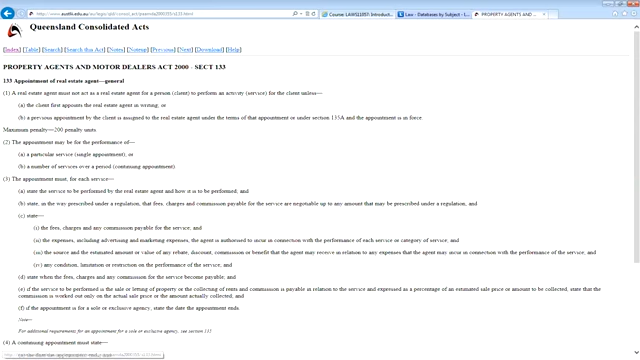 http://www.austlii.edu.au/au/legis/qld/consol_act/paamda2000355/s133.html
Course: LAWS11057: Introduct...
Law - Databases by Subject - L...
PROPERTY AGENTS AND ...
Queensland Consolidated Acts
[Index] [Table] [Search] [Search this Act] [Notes] [Noteup] [Previous] [Next] [Download] [Help]
PROPERTY AGENTS AND MOTOR DEALERS ACT 2000 - SECT 133
133 Appointment of real estate agent—general
(1) A real estate agent must not act as a real estate agent for a person (client) to perform an activity (service) for the client unless—
(a) the client first appoints the real estate agent in writing; or
(b) a previous appointment by the client is assigned to the real estate agent under the terms of that appointment or under section 135A and the appointment is in force.
Maximum penalty—200 penalty units
(2) The appointment may be for the performance of—
(a) a particular service (single appointment); or
(b) a number of services over a period (continuing appointment).
(3) The appointment must, for each service—
(a) state the service to be performed by the real estate agent and how it is to be performed; and
(b) state, in the way prescribed under a regulation, that fees, charges and commission payable for the service are negotiable up to any amount that may be prescribed under a regulation; and
(c) state—
(i) the fees, charges and any commission payable for the service; and
(ii) the expenses, including advertising and marketing expenses, the agent is authorised to incur in connection with the performance of each service or category of service; and
(iii) the source and the estimated amount or value of any rebate, discount, commission or benefit that the agent may receive in relation to any expenses that the agent may incur in connection with the performance of the service; and
(iv) any condition, limitation or restriction on the performance of the service; and
(d) state when the fees, charges and any commission for the service become payable; and
(e) if the service to be performed is the sale or letting of property or the collecting of rents and commission is payable in relation to the service and expressed as a percentage of an estimated sale price or amount to be collected, state that the
commission is worked out only on the actual sale price or the amount actually collected; and
(f) if the appointment is for a sole or exclusive agency, state the date the appointment ends.
Note—
For additional requirements for an appointment for a sole or exclusive agency, see section 135
(4) A continuing appointment must state—